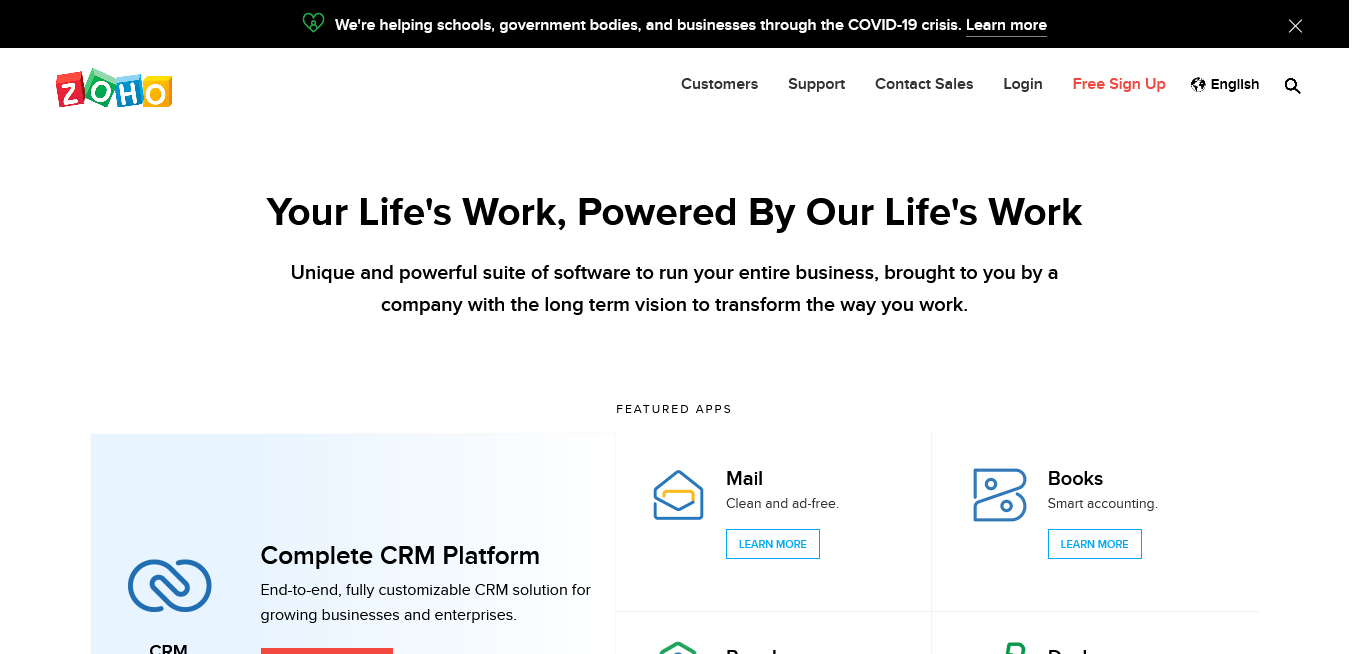 We're helping schools, government bodies, and businesses through the COVID-19 crisis. Learn more
ZOHO
Customers
Support
Contact Sales
Login
Free Sign Up
English
Your Life's Work, Powered By Our Life's Work
Unique and powerful suite of software to run your entire business, brought to you by a
company with the long term vision to transform the way you work.
FEATURED APPS
CRM
Complete CRM Platform
End-to-end, fully customizable CRM solution for
growing businesses and enterprises.
Mail
Clean and ad-free.
LEARN MORE
Books
Smart accounting.
LEARN MORE